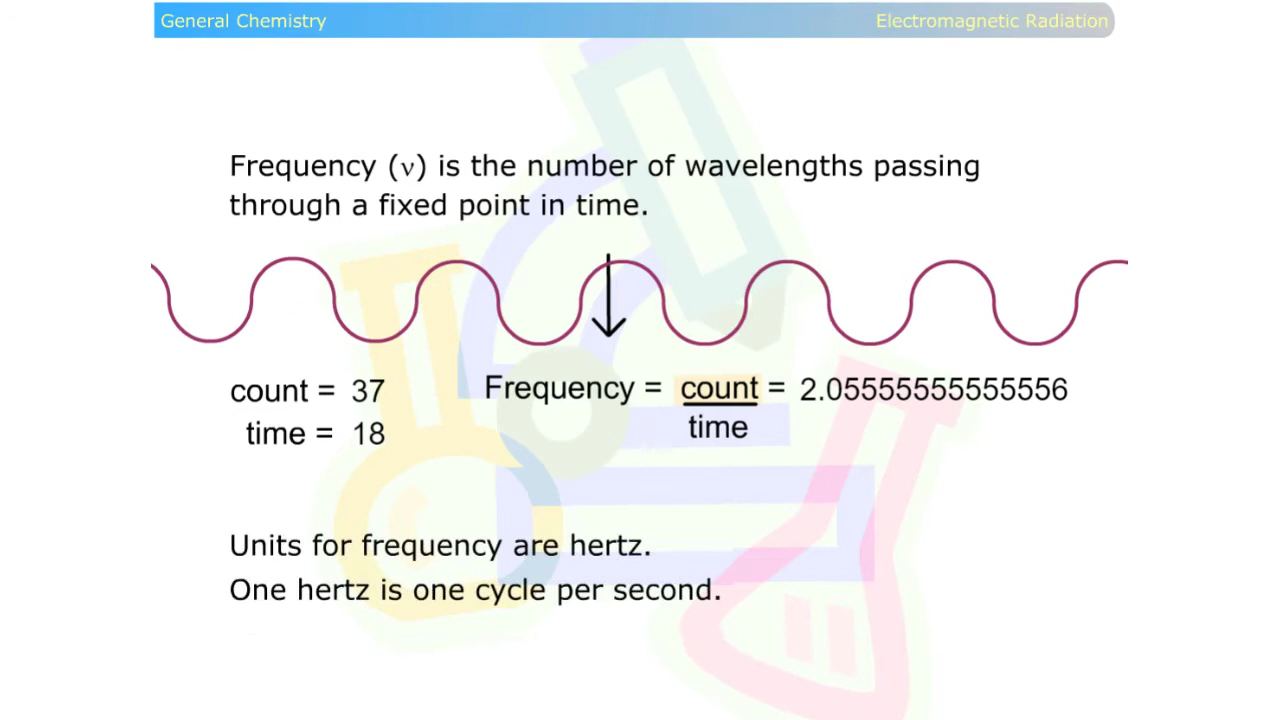 General Chemistry
Electromagnetic Radiation
Frequency (ν) is the number of wavelengths passing
through a fixed point in time.
count = 37
time = 18
Frequency = count = 2.05555555555556
time
Units for frequency are hertz.
One hertz is one cycle per second.